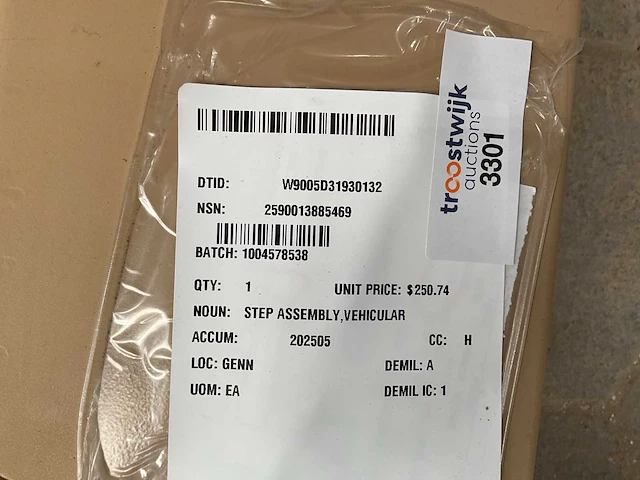 DTID: W9005D31930132
NSN: 2590013885469
BATCH: 1004578538
QTY: 1 UNIT PRICE: $250.74
NOUN: STEP ASSEMBLY,VEHICULAR
ACCUM: 202505 CC: H
LOC: GENN DEMIL: A
UOM: EA DEMIL IC: 1
troostwijk
auctions
3301